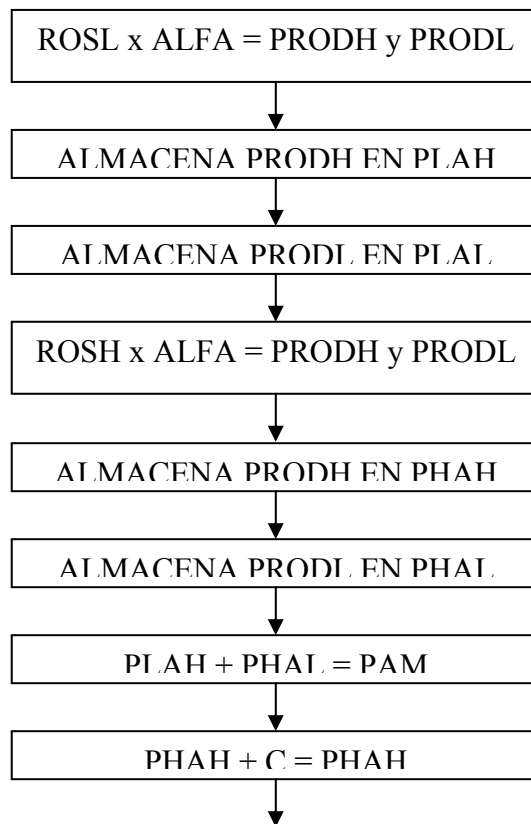 ROSL x ALFA = PRODH y PRODL
ALMACENA PRODH EN PLAH
ALMACENA PRODL EN PLAL
ROSH x ALFA = PRODH y PRODL
ALMACENA PRODH EN PHAH
ALMACENA PRODL EN PHAL
PLAH + PHAL = PAM
PHAH + C = PHAH